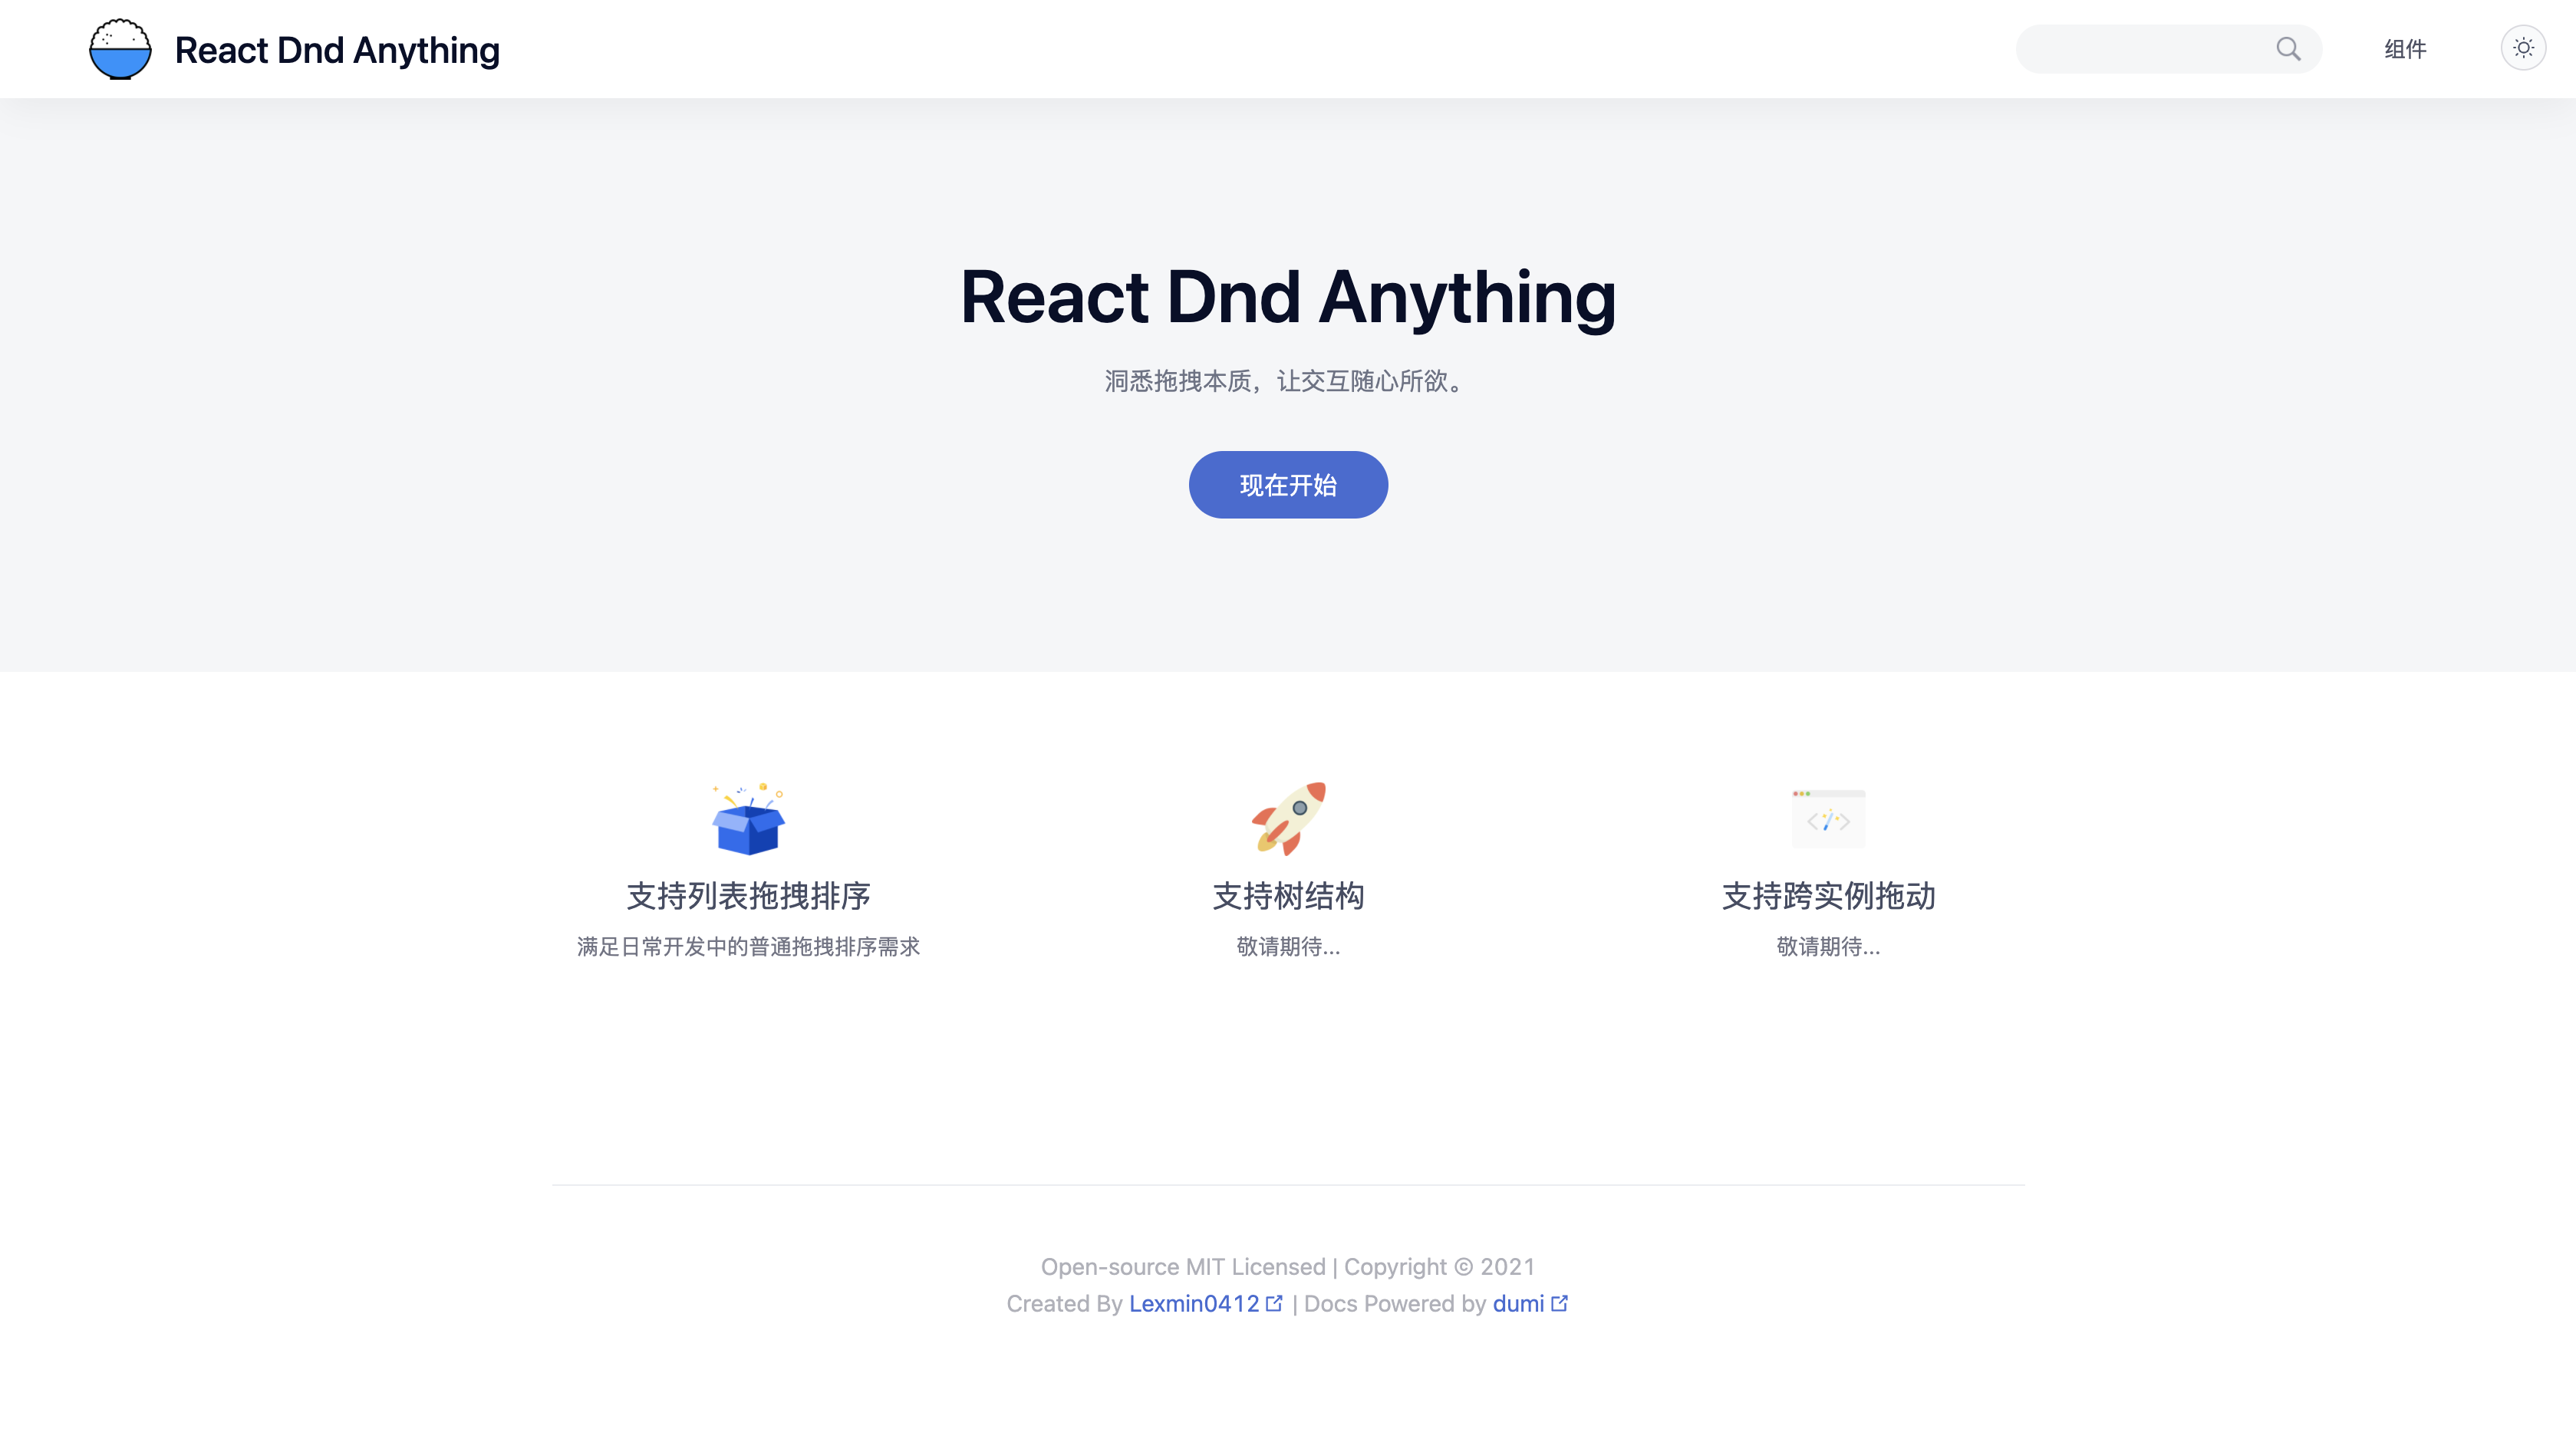 React Dnd Anything
组件
React Dnd Anything
洞悉拖拽本质，让交互随心所欲。
现在开始
支持列表拖拽排序
满足日常开发中的普通拖拽排序需求
支持树结构
敬请期待...
支持跨实例拖动
敬请期待...
Open-source MIT Licensed | Copyright © 2021
Created By Lexmin0412 | Docs Powered by dumi